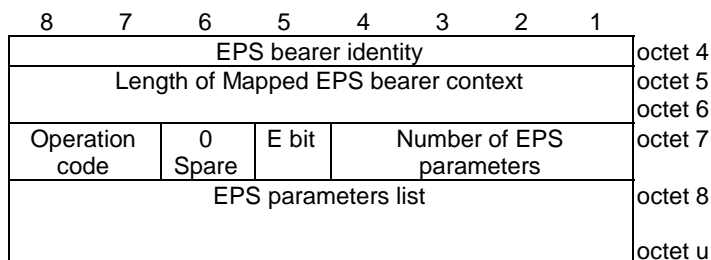 8 7 6 5 4 3 2 1
EPS bearer identity octet 4
Length of Mapped EPS bearer context octet 5
octet 6
Operation 0 E bit Number of EPS octet 7
code Spare parameters
EPS parameters list octet 8
octet u